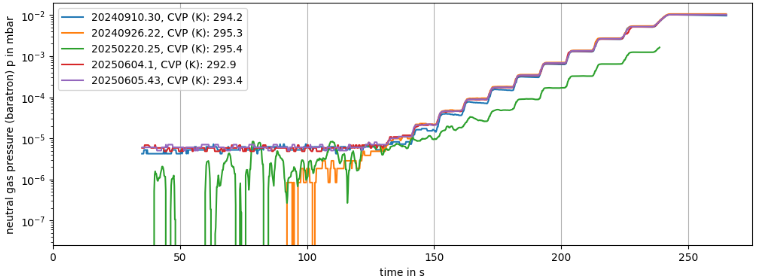 neutral gas pressure (baratron) p in mbar
20240910.30, CVP (K): 294.2
20240926.22, CVP (K): 295.3
20250220.25, CVP (K): 295.4
20250604.1, CVP (K): 292.9
20250605.43, CVP (K): 293.4
10⁻²
10⁻³
10⁻⁴
10⁻⁵
10⁻⁶
10⁻⁷
0 50 100 150 200 250
time in s